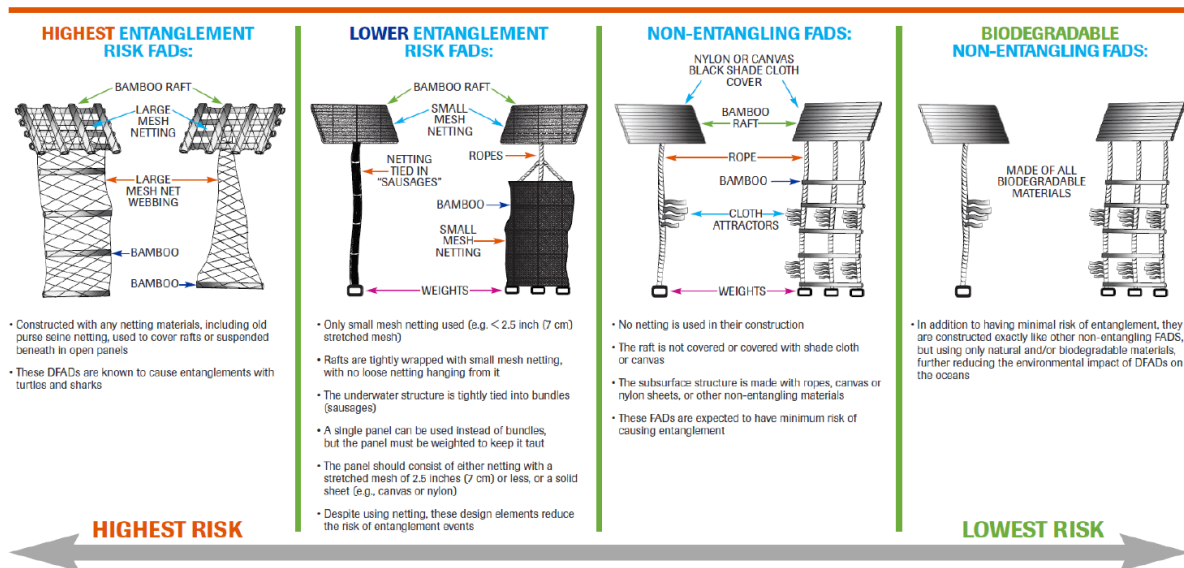 HIGHEST ENTANGLEMENT
RISK FADs:
BAMBOO RAFT
LARGE
MESH
NETTING
LARGE
MESH NET
WEBBING
BAMBOO
BAMBOO
• Constructed with any netting materials, including old
purse seine netting, used to cover rafts or suspended
beneath in open panels
• These DFADs are known to cause entanglements with
turtles and sharks
LOWER ENTANGLEMENT
RISK FADs:
BAMBOO RAFT
SMALL
MESH
NETTING
NETTING
TIED IN
"SAUSAGES"
ROPES
BAMBOO
SMALL
MESH
NETTING
WEIGHTS
• Only small mesh netting used (e.g. < 2.5 inch (7 cm)
stretched mesh)
• Rafts are tightly wrapped with small mesh netting,
with no loose netting hanging from it
• The underwater structure is tightly tied into bundles
(sausages)
• A single panel can be used instead of bundles,
but the panel must be weighted to keep it taut
• The panel should consist of either netting with a
stretched mesh of 2.5 inches (7 cm) or less, or a solid
sheet (e.g., canvas or nylon)
• Despite using netting, these design elements reduce
the risk of entanglement events
NON-ENTANGLING FADS:
NYLON OR CANVAS
BLACK SHADE CLOTH
COVER
BAMBOO
RAFT
ROPE
BAMBOO
CLOTH
ATTRACTORS
WEIGHTS
• No netting is used in their construction
• The raft is not covered or covered with shade cloth
or canvas
• The subsurface structure is made with ropes, canvas or
nylon sheets, or other non-entangling materials
• These FADs are expected to have minimum risk of
causing entanglement
BIODEGRADABLE
NON-ENTANGLING FADS:
MADE OF ALL
BIODEGRADABLE
MATERIALS
• In addition to having minimal risk of entanglement, they
are constructed exactly like other non-entangling FADS,
but using only natural and/or biodegradable materials,
further reducing the environmental impact of DFADs on
the oceans
HIGHEST RISK
LOWEST RISK